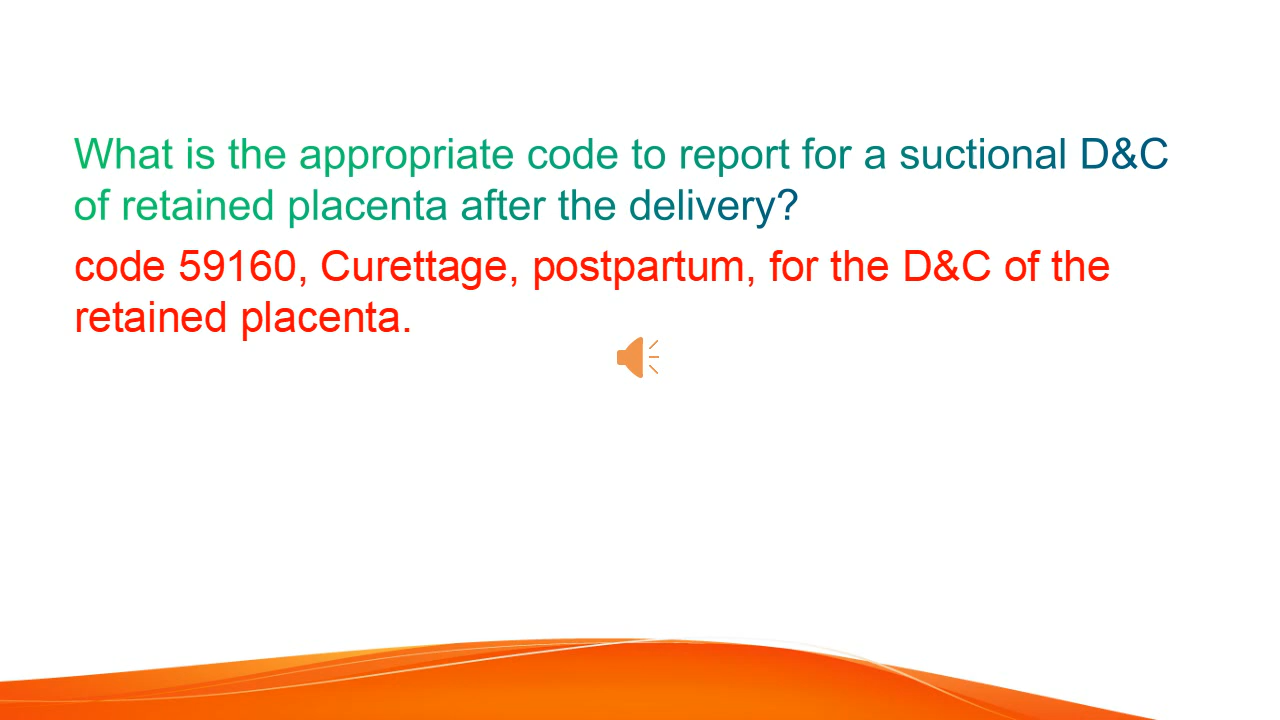 What is the appropriate code to report for a suctional D&C
of retained placenta after the delivery?
code 59160, Curettage, postpartum, for the D&C of the
retained placenta.